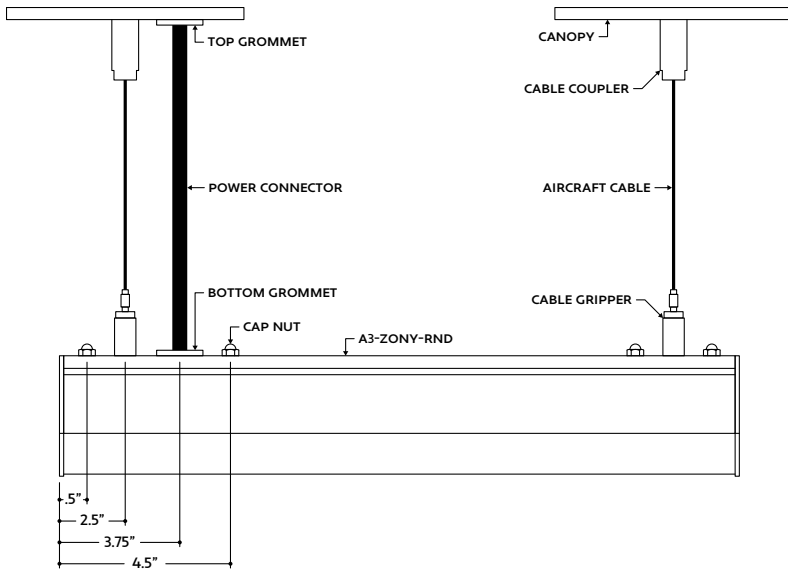 TOP GROMMET
CANOPY
CABLE COUPLER
POWER CONNECTOR
AIRCRAFT CABLE
BOTTOM GROMMET
CABLE GRIPPER
CAP NUT
A3-ZONY-RND
.5”
2.5”
3.75”
4.5”